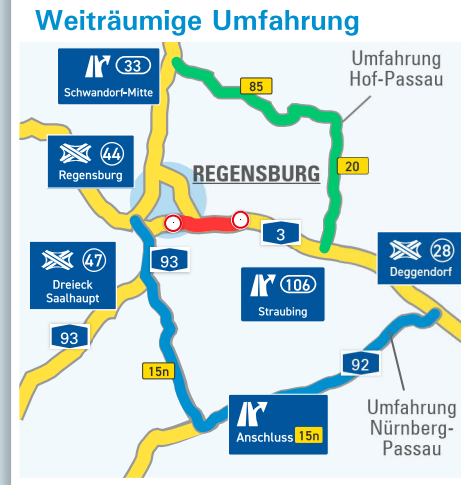 Weiträumige Umfahrung
33
Schwandorf-Mitte
Umfahrung
Hof-Passau
85
44
Regensburg
REGENSBURG
20
3
93
47
Dreieck
Saalhaupt
28
Deggendorf
106
Straubing
93
15n
92
Anschluss 15n
Umfahrung
Nürnberg-
Passau